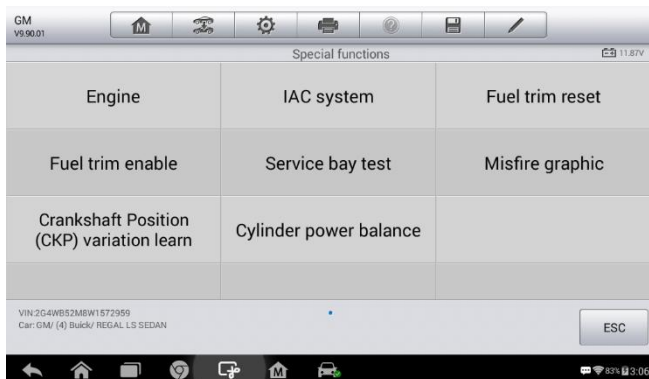 GM
V9.90.01
Special functions
11.87V
Engine
IAC system
Fuel trim reset
Fuel trim enable
Service bay test
Misfire graphic
Crankshaft Position
(CKP) variation learn
Cylinder power balance
VIN:2G4WB52M8W1572959
Car: GM/ (4) Buick/ REGAL LS SEDAN
ESC
83% 3:06